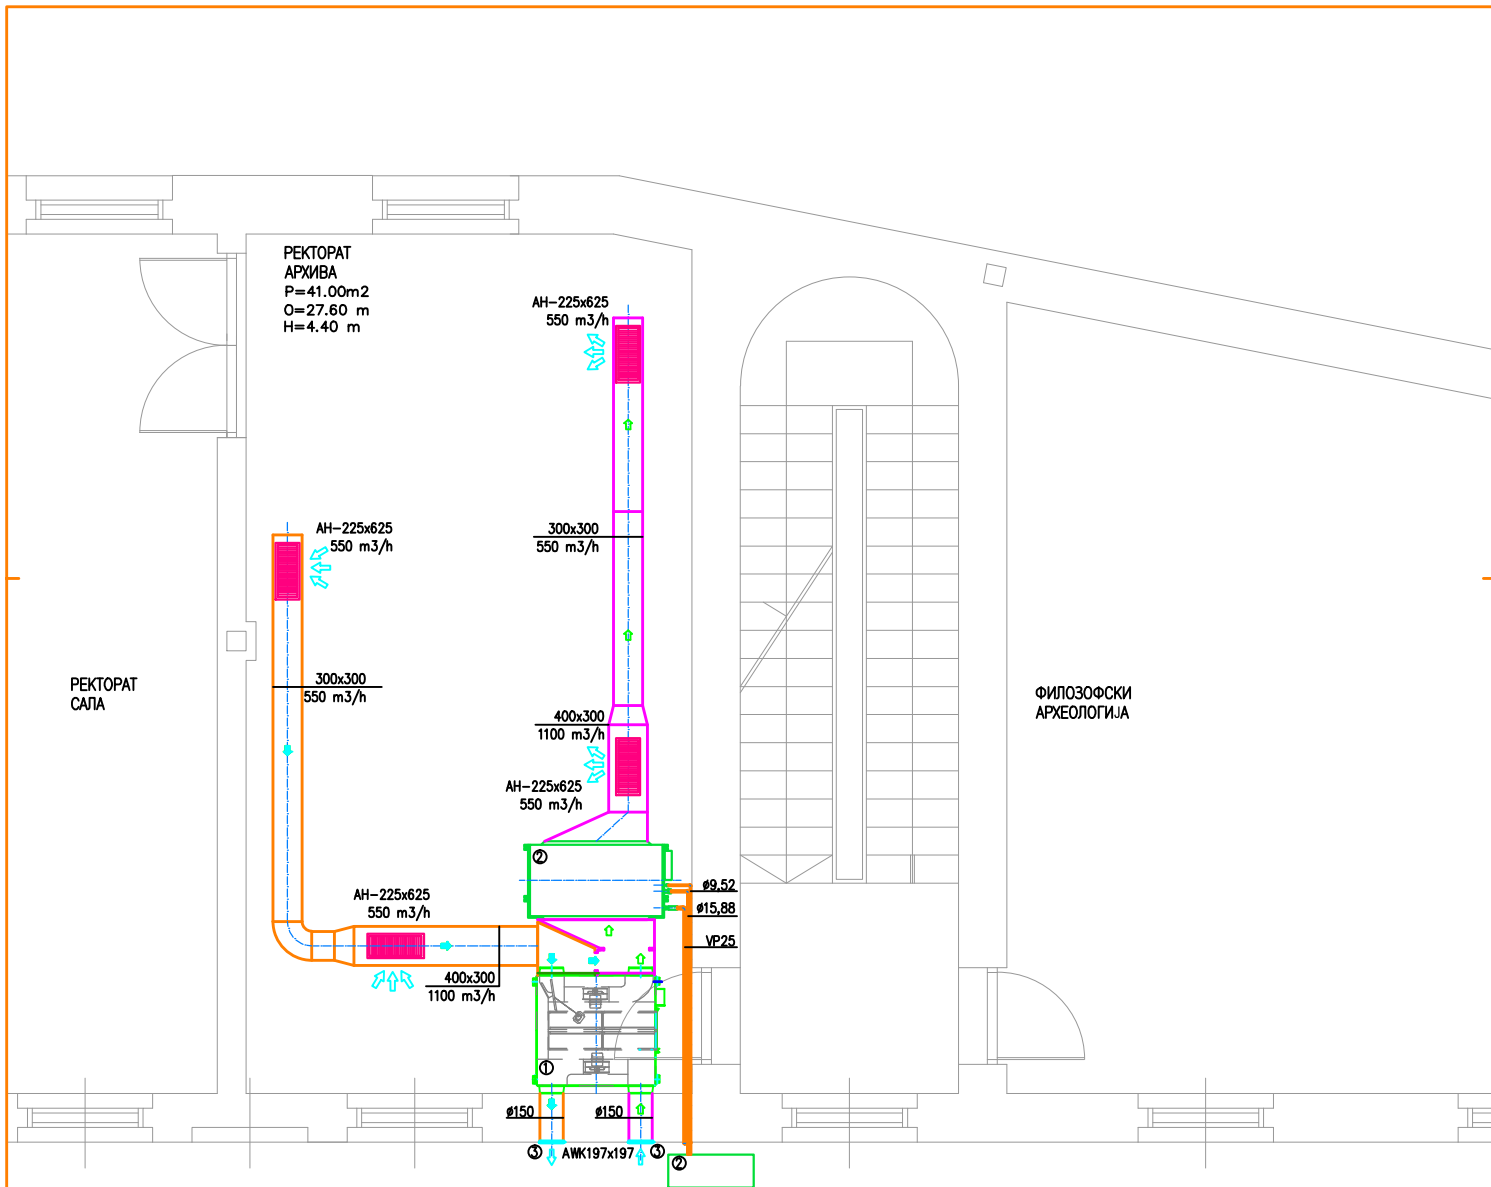 РЕКТОРАТ
АРХИВА
P=41.00m2
O=27.60 m
H=4.40 m
AH-225x625
550 m3/h
AH-225x625
550 m3/h
300x300
550 m3/h
300x300
550 m3/h
РЕКТОРАТ
САЛА
ФИЛОЗОФСКИ
АРХЕОЛОГИЈА
400x300
1100 m3/h
AH-225x625
550 m3/h
2
AH-225x625
550 m3/h
ø9.52
ø15,88
VP25
400x300
1100 m3/h
1
ø150
ø150
3
AWK197x197
3
2